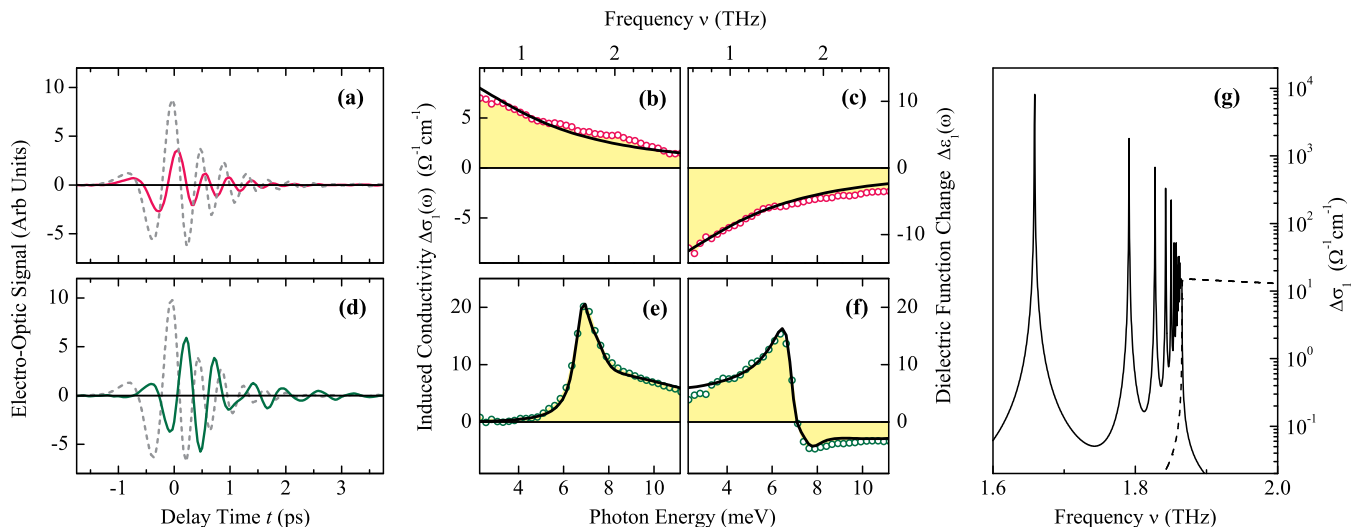 Frequency ν (THz)
1 2 1 2
10 5 0 -5
Electro-Optic Signal (Arb Units)
(a)
5 0 -5
(b)
(c)
10 0 -10
Induced Conductivity Δσ₁(ω) (Ω⁻¹cm⁻¹)
Dielectric Function Change Δε₁(ω)
(d)
10 5 0 -5
(e)
20 10 0
(f)
20 10 0
-1 0 1 2 3
Delay Time t (ps)
4 6 8 10 4 6 8 10
Photon Energy (meV)
(g)
10⁴ 10³ 10² 10¹ 10⁰ 10⁻¹
Δσ₁ (Ω⁻¹cm⁻¹)
1.6 1.8 2.0
Frequency ν (THz)